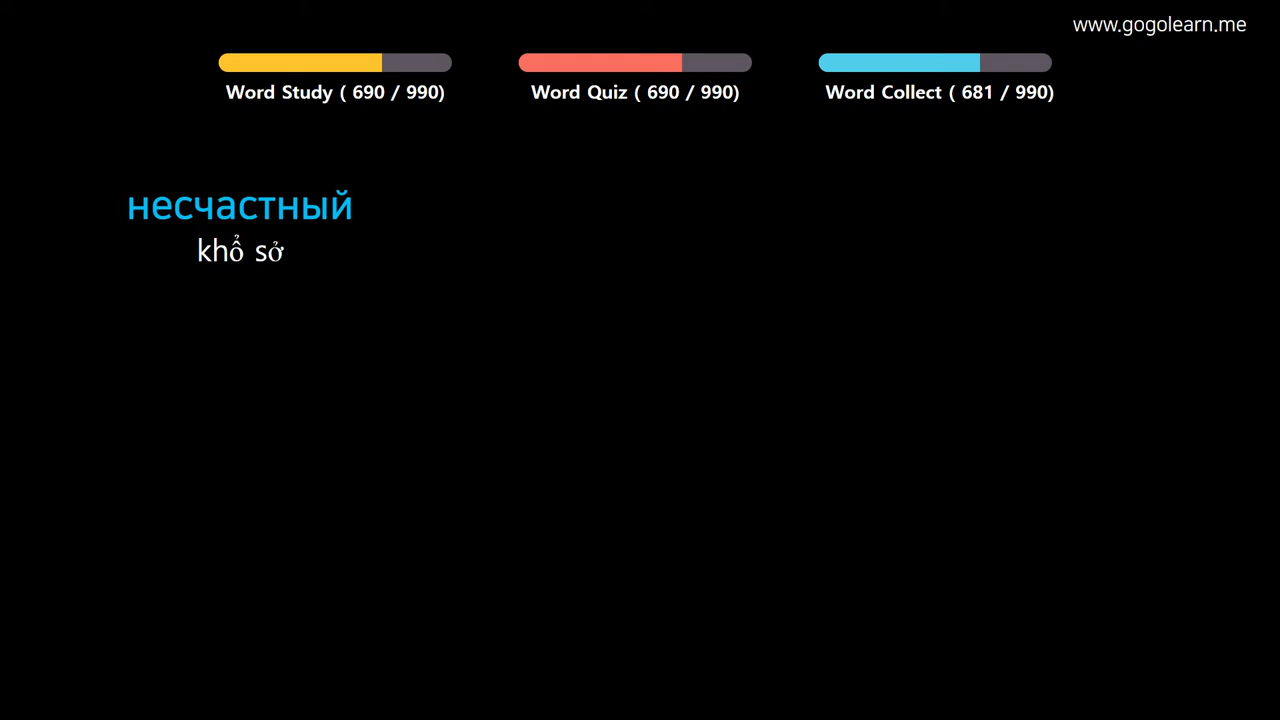 www.gogolearn.me
Word Study ( 690 / 990)
Word Quiz ( 690 / 990)
Word Collect ( 681 / 990)
несчастный
khổ sở